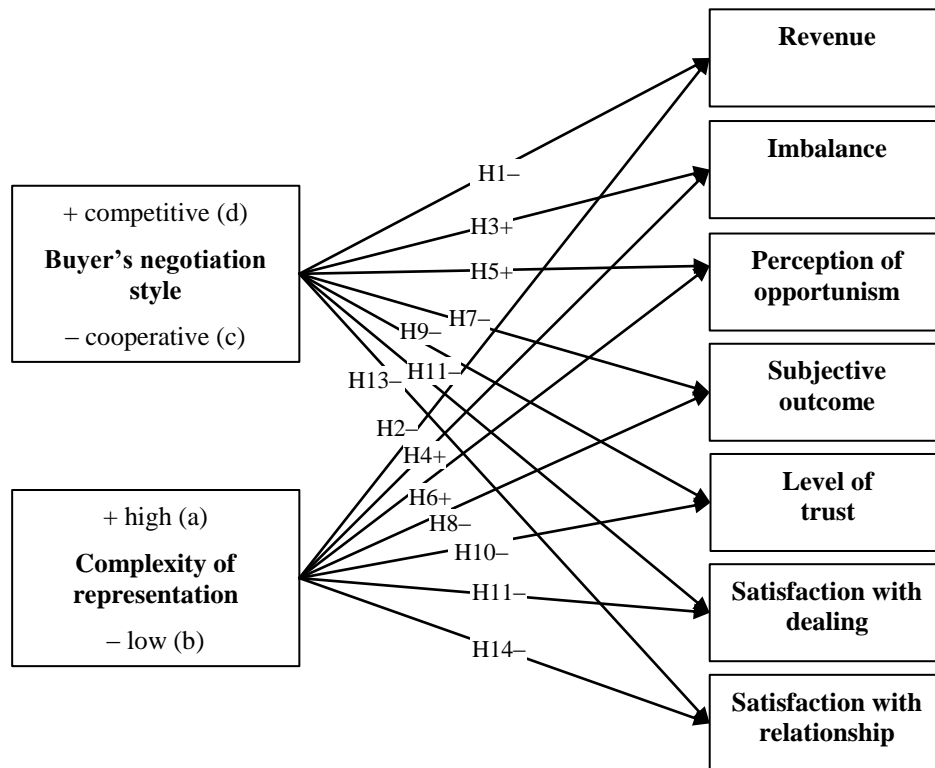 + competitive (d)
Buyer’s negotiation
style
– cooperative (c)
+ high (a)
Complexity of
representation
– low (b)
H1–
H3+
H5+
H7–
H9–
H11–
H13–
H2–
H4+
H6+
H8–
H10–
H11–
H14–
Revenue
Imbalance
Perception of
opportunism
Subjective
outcome
Level of
trust
Satisfaction with
dealing
Satisfaction with
relationship